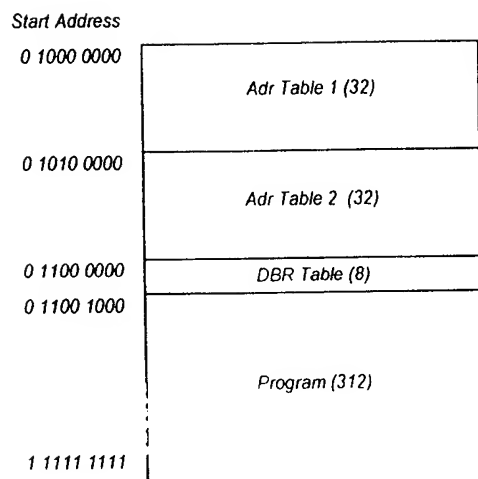 Start Address
0 1000 0000
Adr Table 1 (32)
0 1010 0000
Adr Table 2 (32)
0 1100 0000
DBR Table (8)
0 1100 1000
Program (312)
1 1111 1111